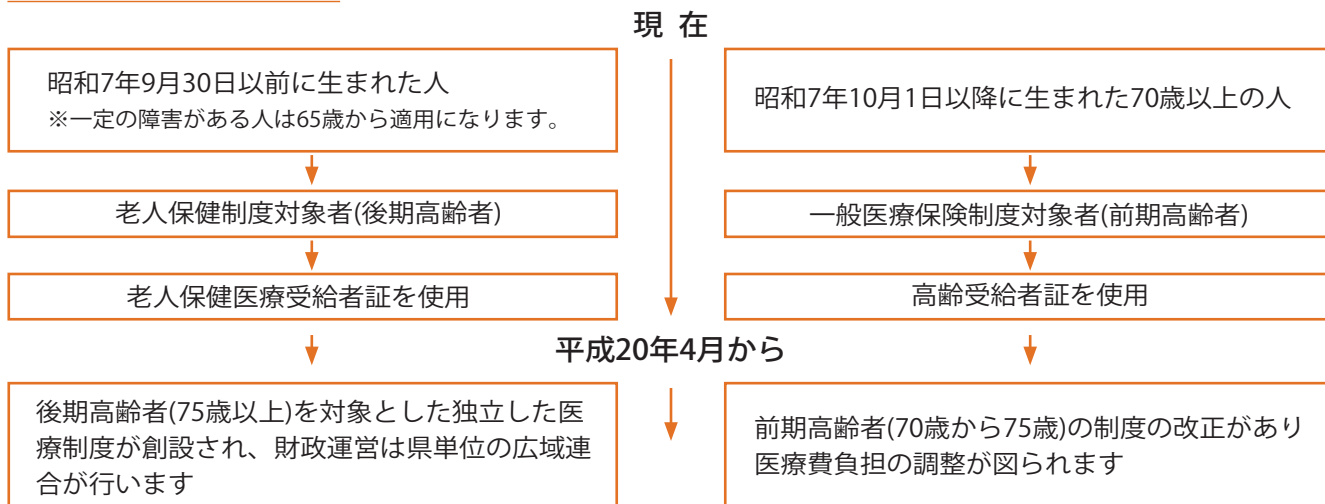 現在
昭和7年9月30日以前に生まれた人
※一定の障害がある人は65歳から適用になります。
昭和7年10月1日以降に生まれた70歳以上の人
老人保健制度対象者(後期高齢者)
一般医療保険制度対象者(前期高齢者)
老人保健医療受給者証を使用
高齢受給者証を使用
平成20年4月から
後期高齢者(75歳以上)を対象とした独立した医
療制度が創設され、財政運営は県単位の広域連
合が行います
前期高齢者(70歳から75歳)の制度の改正があり
医療費負担の調整が図られます